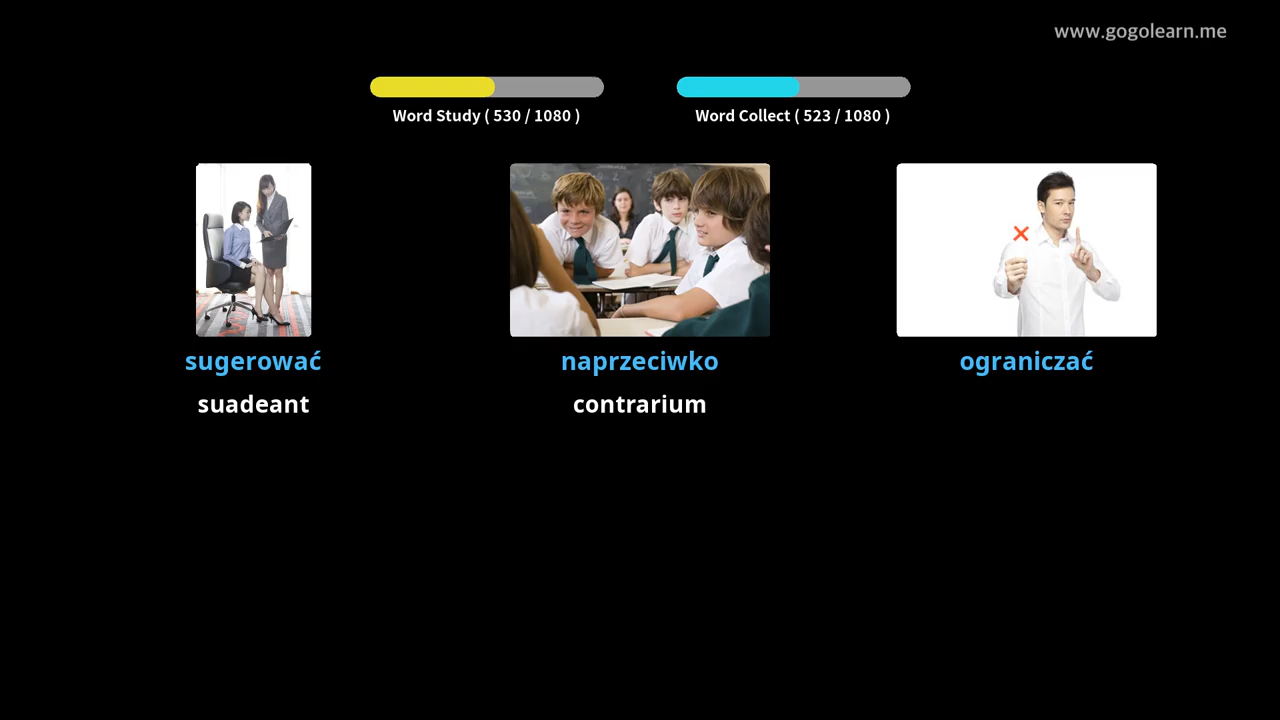 www.gogolearn.me
Word Study ( 530 / 1080 )
Word Collect ( 523 / 1080 )
sugerować
naprzeciwko
ograniczać
suadeant
contrarium